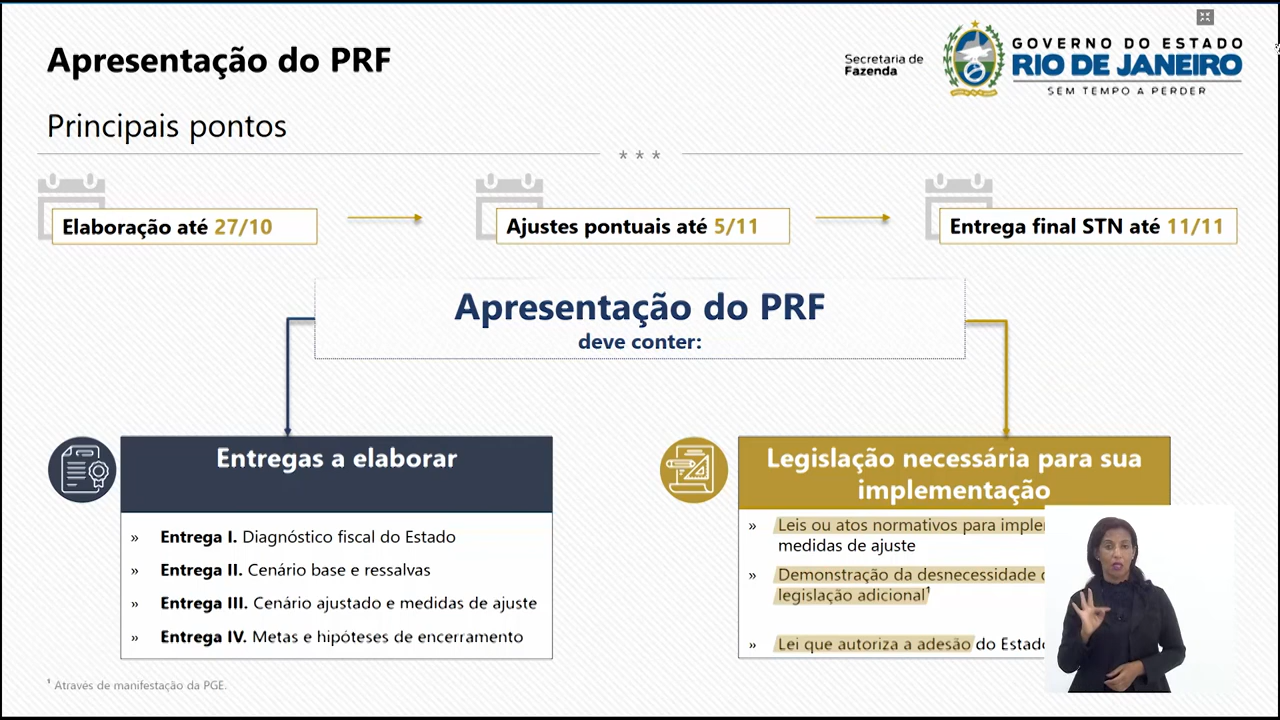 Apresentação do PRF
Secretaria de
Fazenda
GOVERNO DO ESTADO
RIO DE JANEIRO
SEM TEMPO A PERDER
Principais pontos
* * *
Elaboração até 27/10
Ajustes pontuais até 5/11
Entrega final STN até 11/11
Apresentação do PRF
deve conter:
Entregas a elaborar
» Entrega I. Diagnóstico fiscal do Estado
» Entrega II. Cenário base e ressalvas
» Entrega III. Cenário ajustado e medidas de ajuste
» Entrega IV. Metas e hipóteses de encerramento
Legislação necessária para sua
implementação
» Leis ou atos normativos para
medidas de ajuste
» Demonstração da desnecessidade
legislação adicional¹
» Lei que autoriza a adesão do
¹ Através de manifestação da PGE.